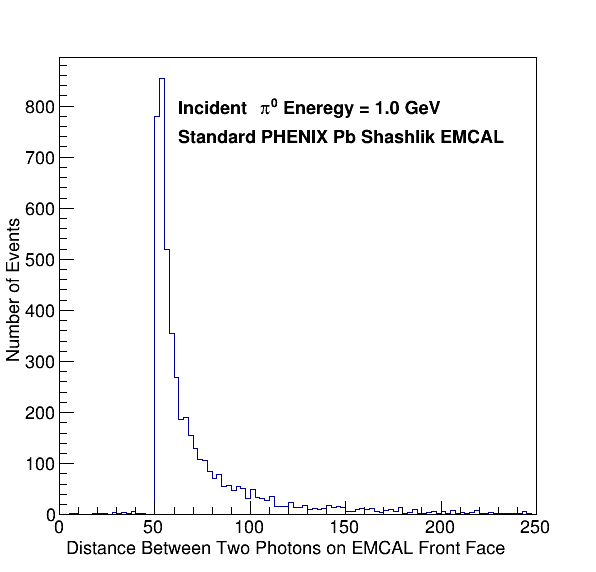 Incident π⁰ Eneregy = 1.0 GeV
Standard PHENIX Pb Shashlik EMCAL
Number of Events
800
700
600
500
400
300
200
100
0
0 50 100 150 200 250
Distance Between Two Photons on EMCAL Front Face